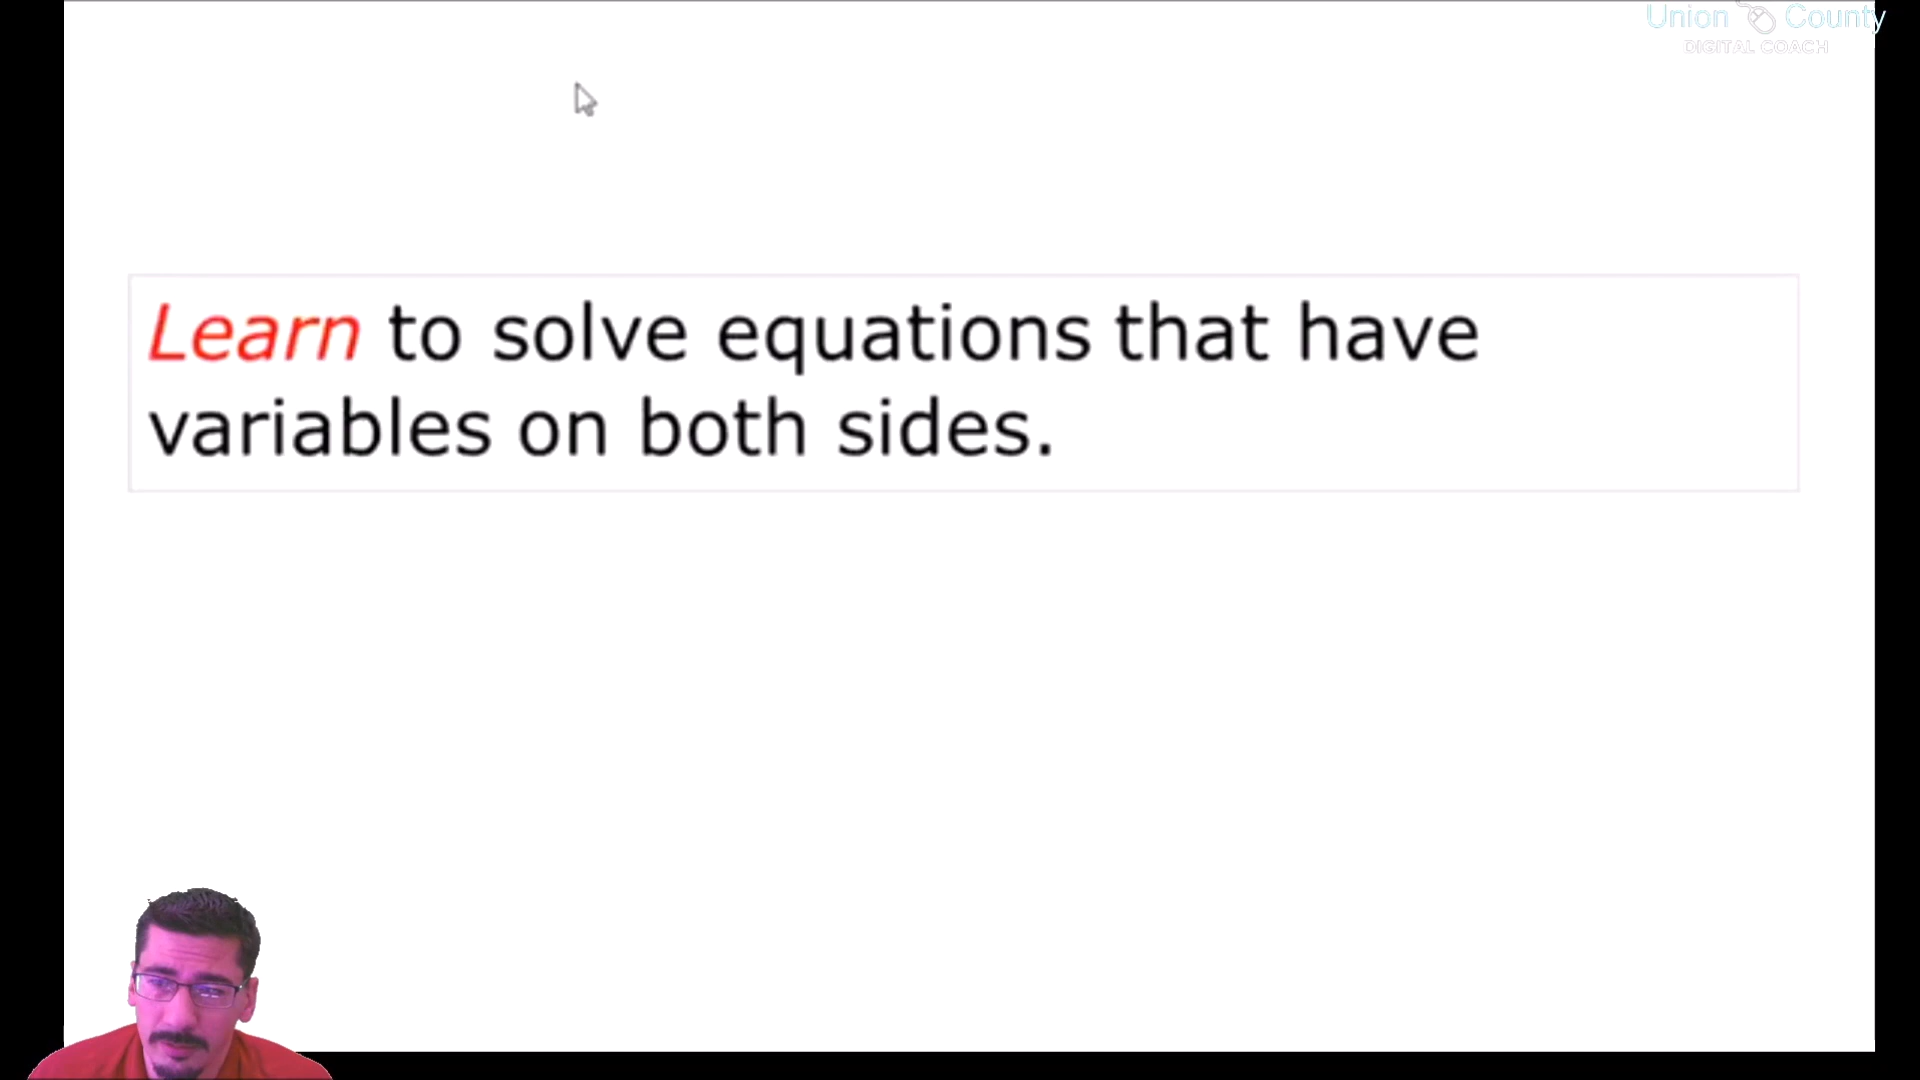 Union County
DIGITAL COACH
Learn to solve equations that have
variables on both sides.